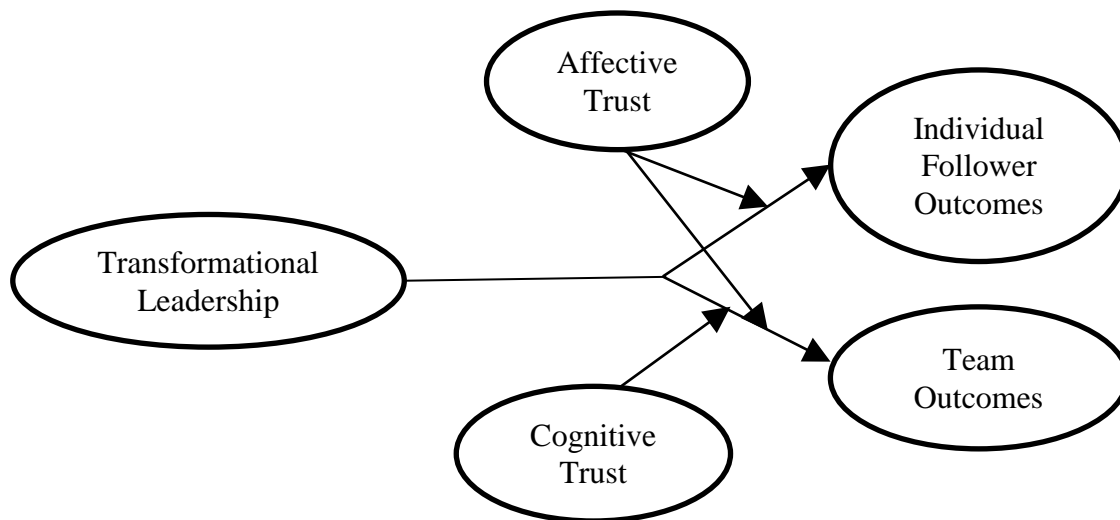 Affective
Trust
Individual
Follower
Outcomes
Transformational
Leadership
Team
Outcomes
Cognitive
Trust